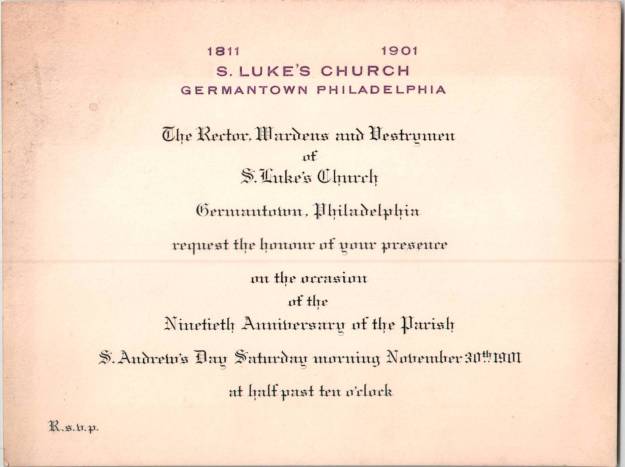 1811 1901
S. LUKE'S CHURCH
GERMANTOWN PHILADELPHIA
The Rector, Wardens and Vestrymen
of
S. Luke's Church
Germantown, Philadelphia
request the honour of your presence
on the occasion
of the
Ninetieth Anniversary of the Parish
S. Andrew's Day Saturday morning November 30th 1901
at half past ten o'clock
R.s.v.p.